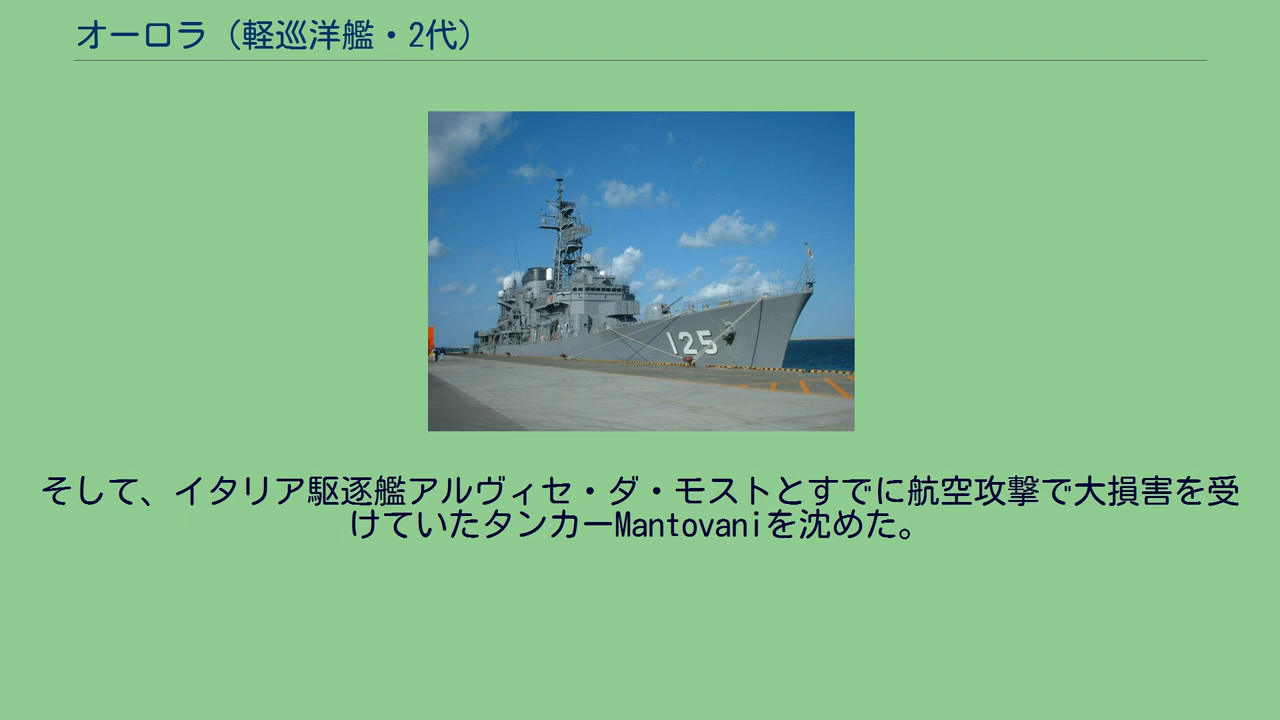 オーロラ（軽巡洋艦・2代）
125
そして、イタリア駆逐艦アルヴィセ・ダ・モストとすでに航空攻撃で大損害を受
けていたタンカーMantovaniを沈めた。